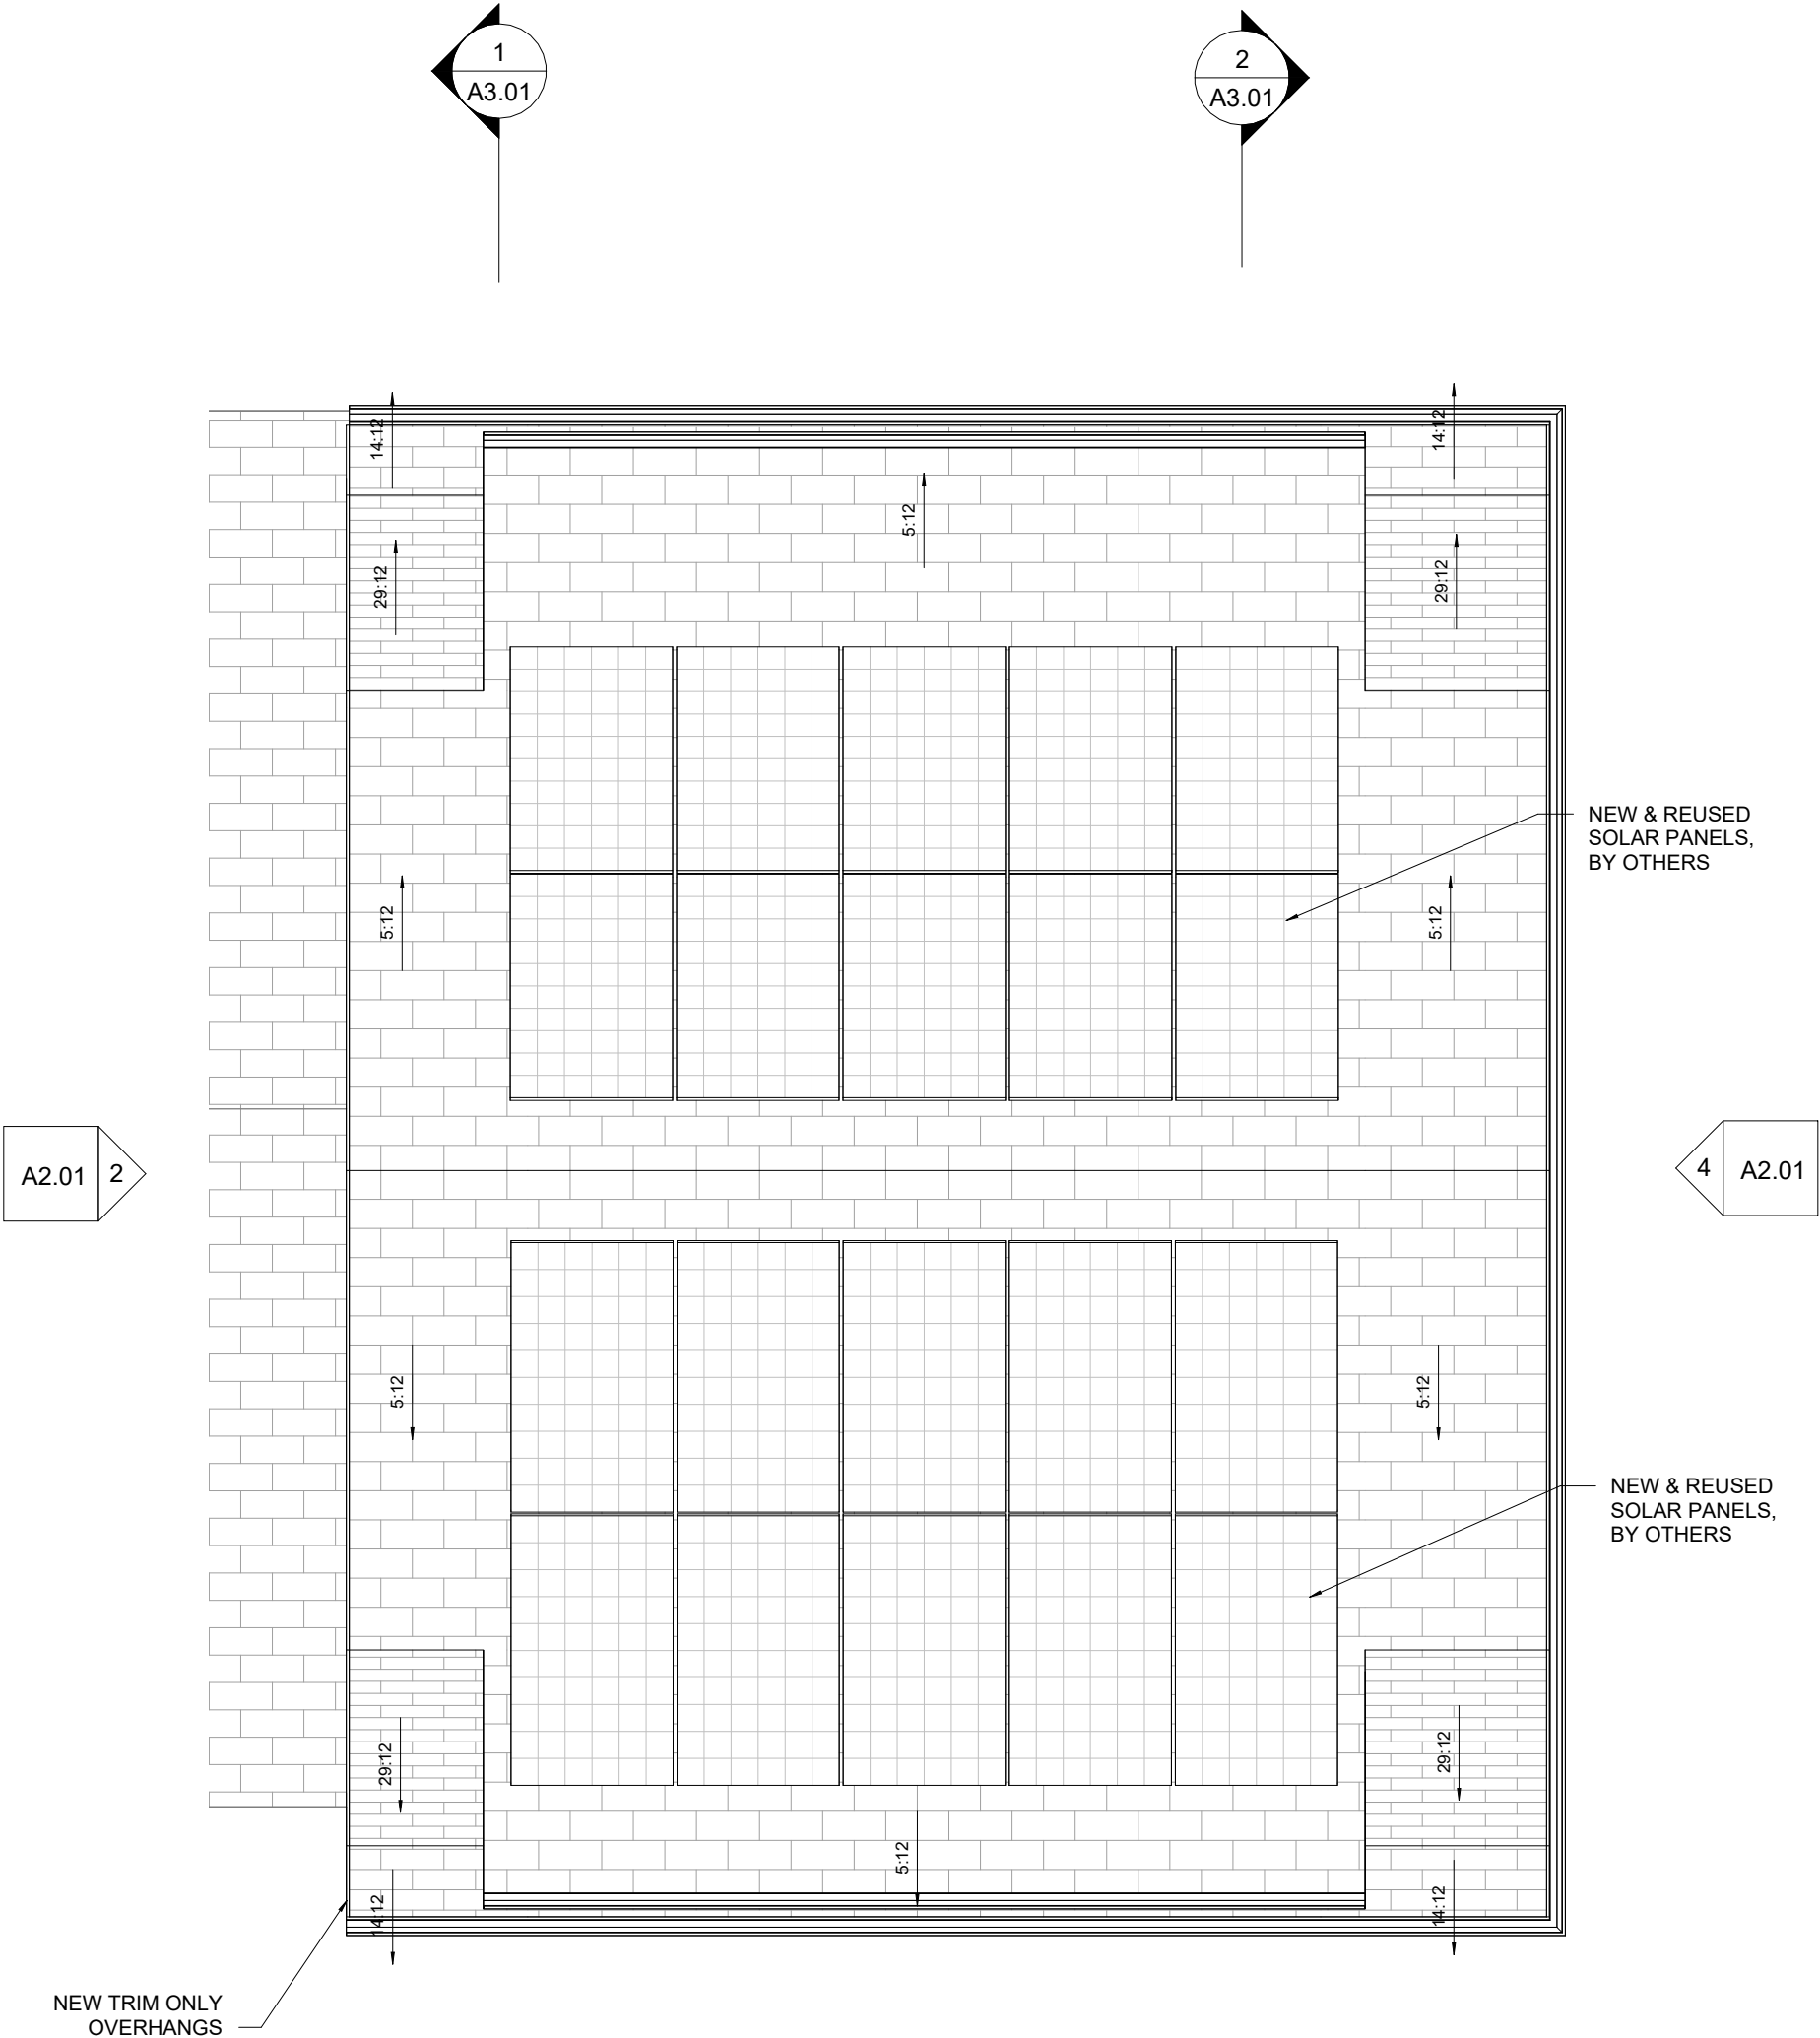 1
A3.01
2
A3.01
14:12
14:12
5:12
29:12
29:12
NEW & REUSED
SOLAR PANELS,
BY OTHERS
5:12
5:12
A2.01
2
4
A2.01
5:12
5:12
NEW & REUSED
SOLAR PANELS,
BY OTHERS
29:12
29:12
5:12
14:12
14:12
NEW TRIM ONLY
OVERHANGS